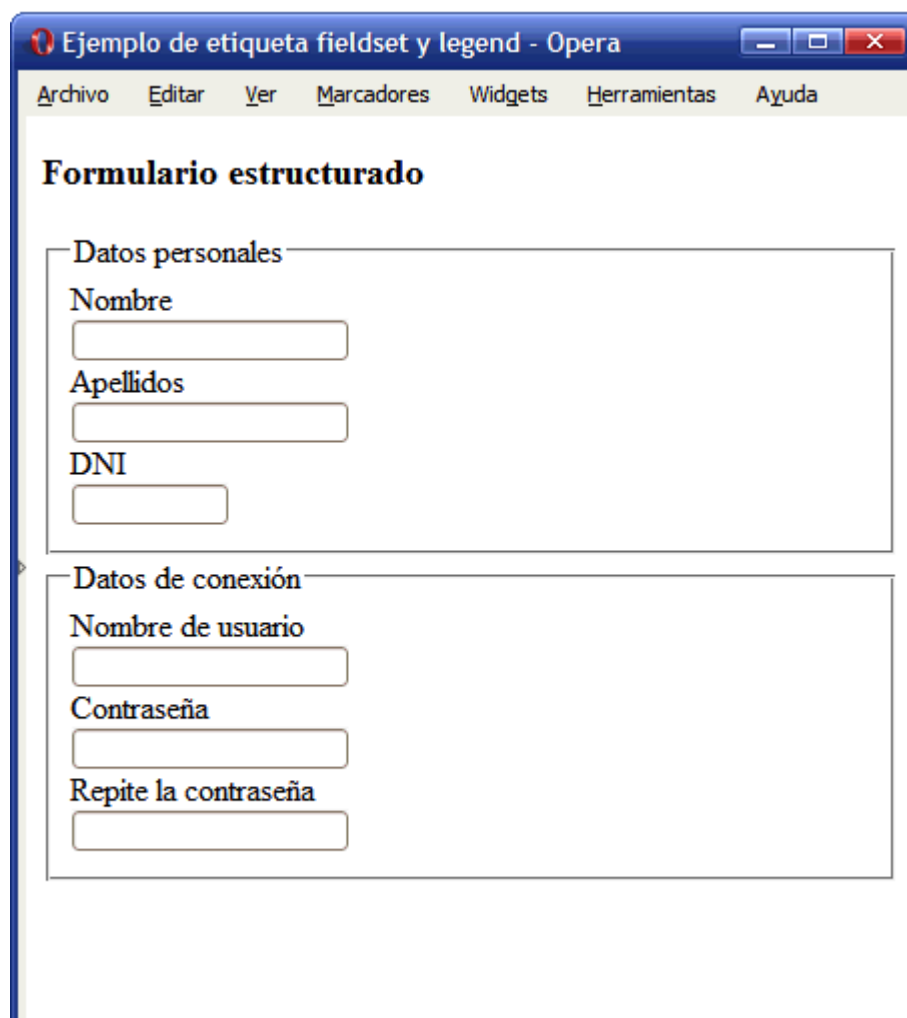 Ejemplo de etiqueta fieldset y legend - Opera
Archivo Editar Ver Marcadores Widgets Herramientas Ayuda
Formulario estructurado
Datos personales
Nombre
Apellidos
DNI
Datos de conexión
Nombre de usuario
Contraseña
Repite la contraseña